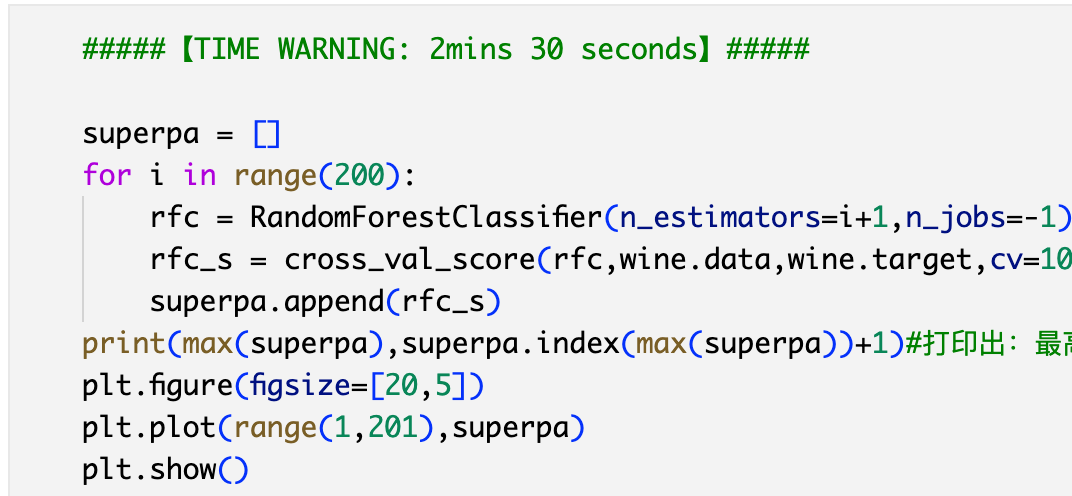 #####【TIME WARNING: 2mins 30 seconds】#####
superpa = []
for i in range(200):
rfc = RandomForestClassifier(n_estimators=i+1,n_jobs=-1)
rfc_s = cross_val_score(rfc,wine.data,wine.target,cv=10
superpa.append(rfc_s)
print(max(superpa),superpa.index(max(superpa))+1)#打印出：最高
plt.figure(figsize=[20,5])
plt.plot(range(1,201),superpa)
plt.show()